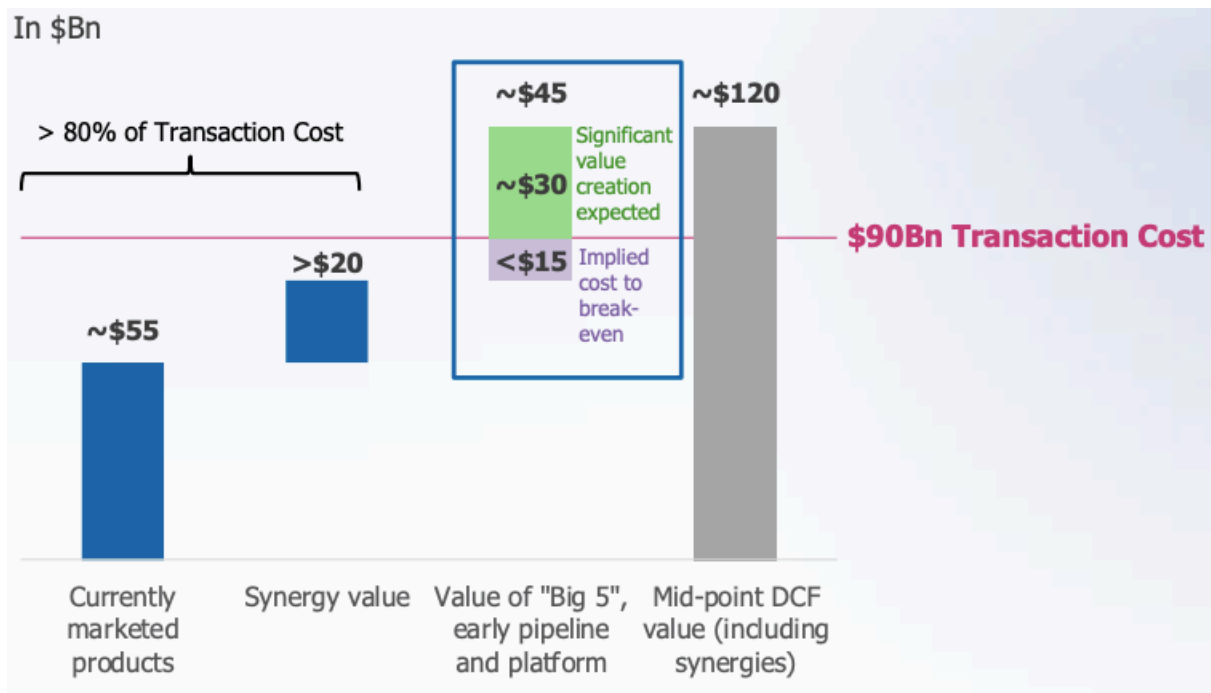 In $Bn
> 80% of Transaction Cost
~$55
>$20
~$45
~$30
Significant
value
creation
expected
<$15
Implied
cost to
break-
even
~$120
$90Bn Transaction Cost
Currently
marketed
products
Synergy value
Value of "Big 5",
early pipeline
and platform
Mid-point DCF
value (including
synergies)